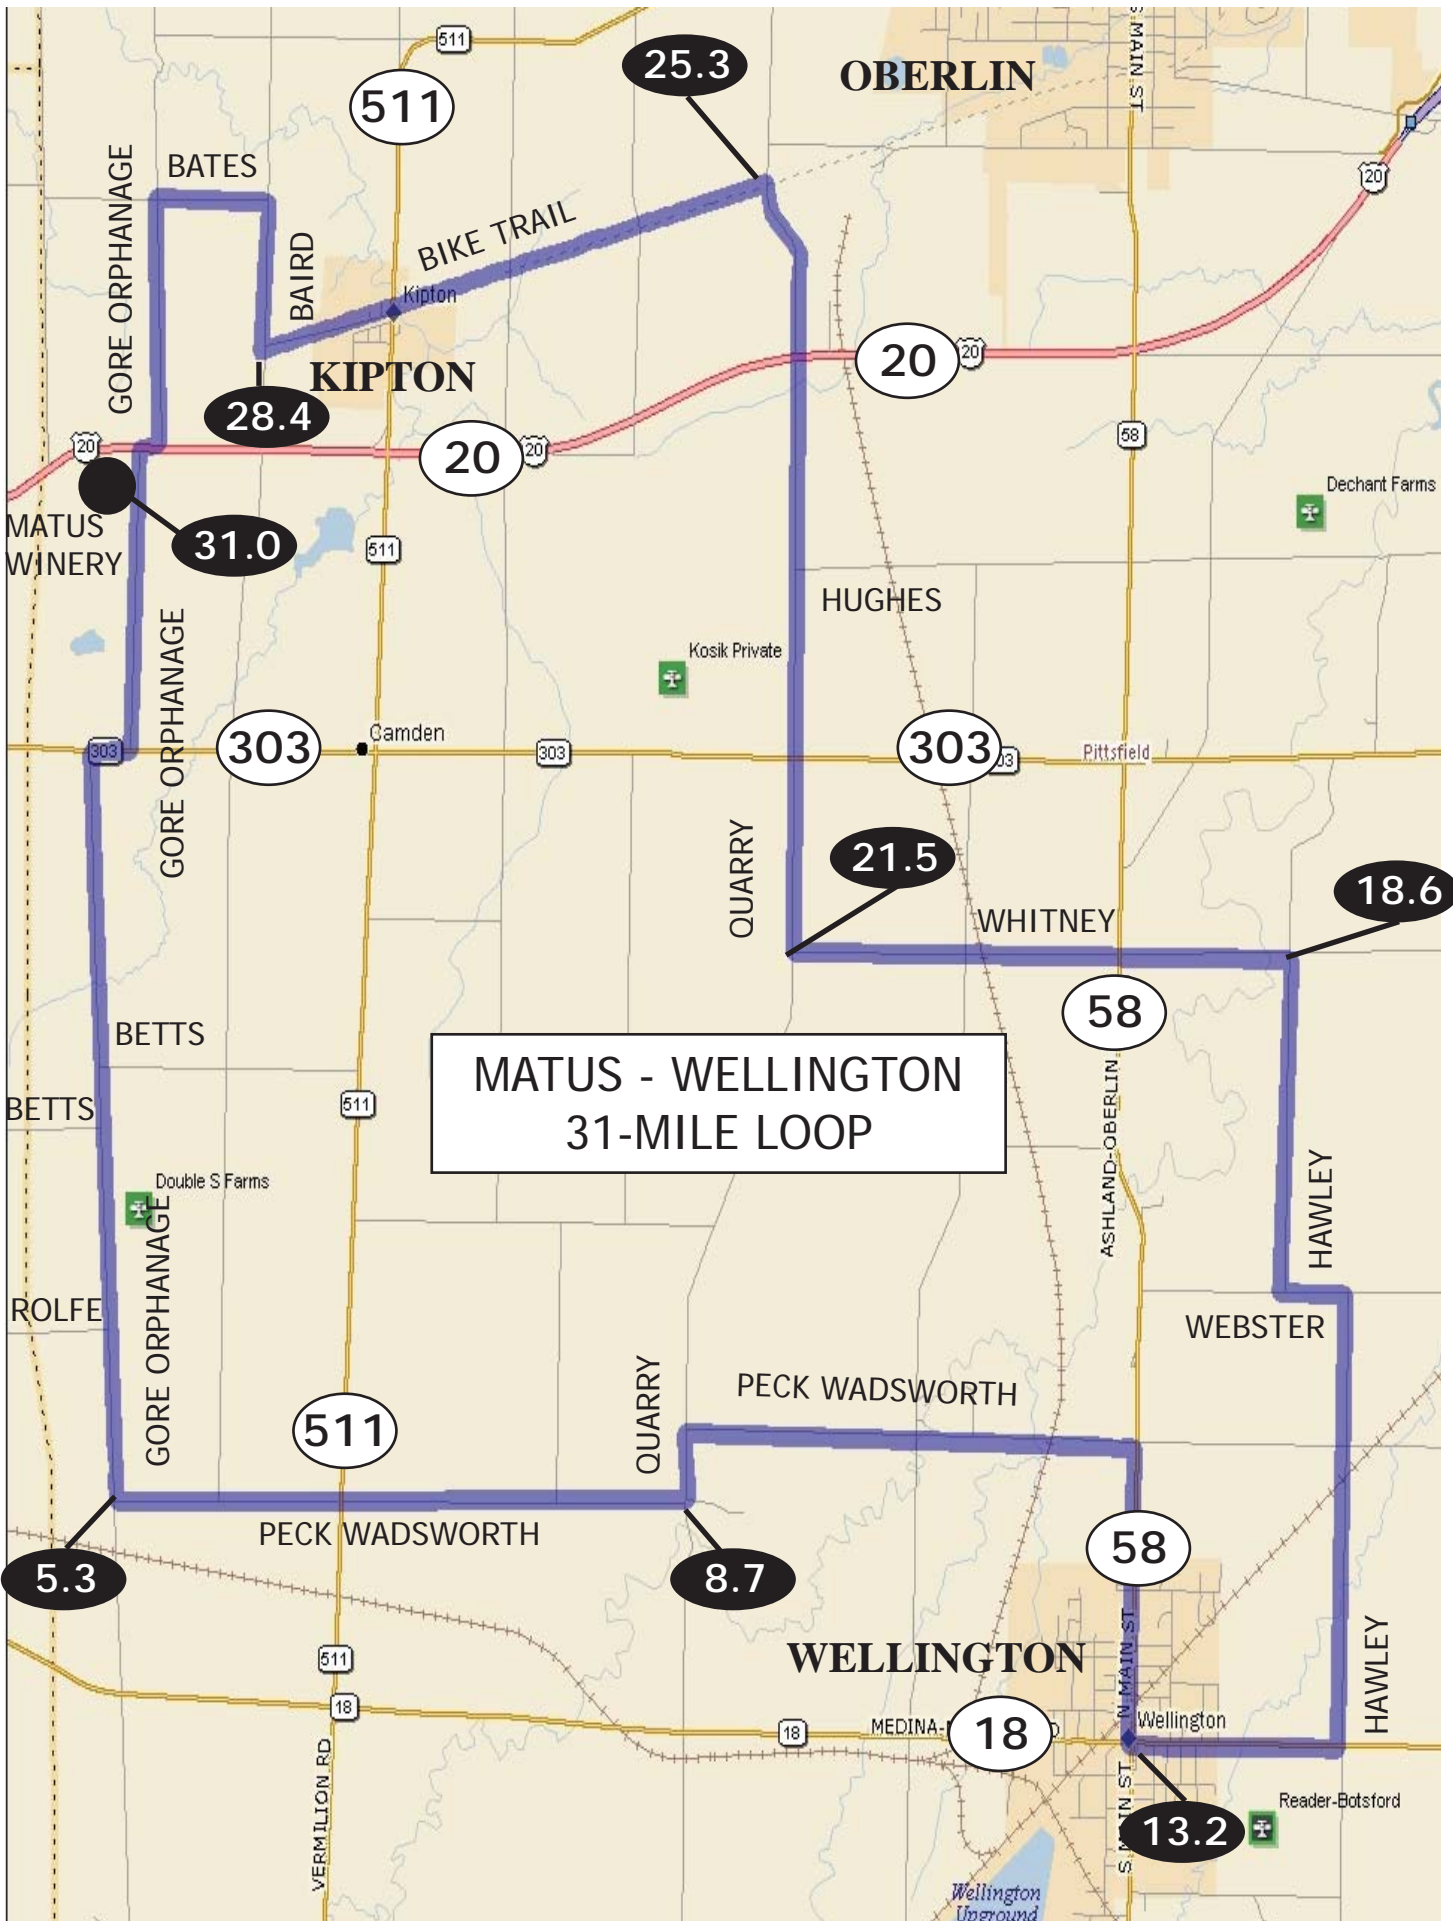 511
S MAIN ST
25.3
OBERLIN
511
GORE ORPHANAGE
BATES
20
BIKE TRAIL
BAIRD
Kipton
20
20
KIPTON
28.4
58
20
20
20
Dechant Farms
MATUS
WINERY
31.0
511
HUGHES
GORE ORPHANAGE
Kosik Private
303
303
Camden
303
303
03
Pittsfield
QUARRY
21.5
18.6
WHITNEY
58
BETTS
MATUS - WELLINGTON
31-MILE LOOP
BETTS
511
ASHLAND-OBERLIN
HAWLEY
Double S Farms
GORE ORPHANAGE
ROLFE
WEBSTER
QUARRY
PECK WADSWORTH
511
PECK WADSWORTH
58
5.3
8.7
N MAIN ST
WELLINGTON
HAWLEY
511
18
18
MEDINA-
18
D
Wellington
VERMILION RD
S MAIN ST
13.2
Reader-Botsford
Wellington
Upground